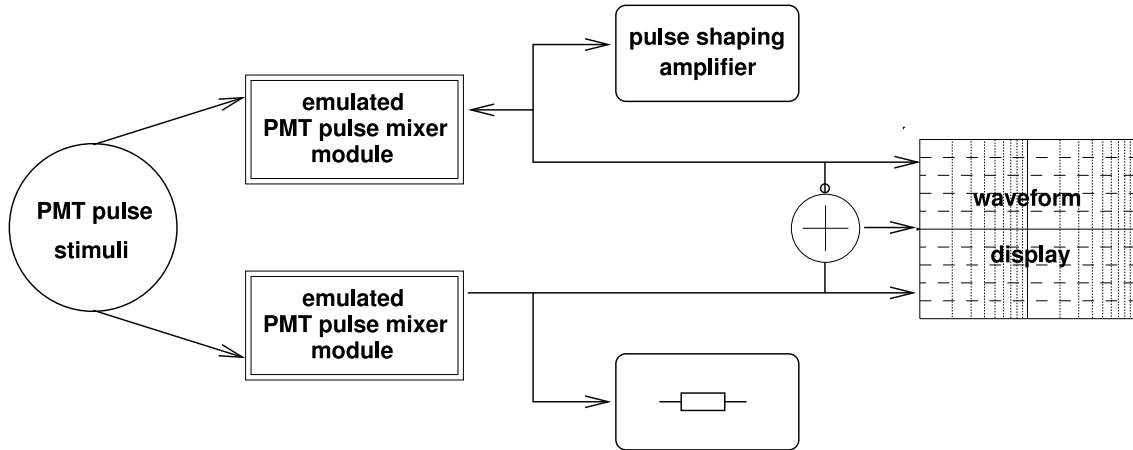 pulse shaping
amplifier
emulated
PMT pulse mixer
module
PMT pulse
stimuli
waveform
display
emulated
PMT pulse mixer
module